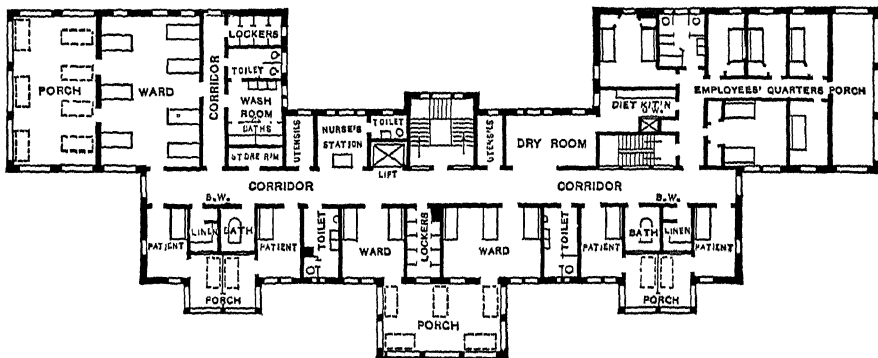 LOCKERS
TOILET
PORCH
WARD
CORRIDOR
WASH
ROOM
BATHS
STORE R'M
UTENSILS
NURSE'S
STATION
TOILET
LIFT
UTENSILS
DRY ROOM
DIET KIT'N
D.W.
EMPLOYEES' QUARTERS
PORCH
CORRIDOR
CORRIDOR
B.W.
B.W.
PATIENT
LINEN
BATH
PATIENT
TOILET
WARD
LOCKERS
WARD
TOILET
PATIENT
BATH
LINEN
PATIENT
PORCH
PORCH
PORCH